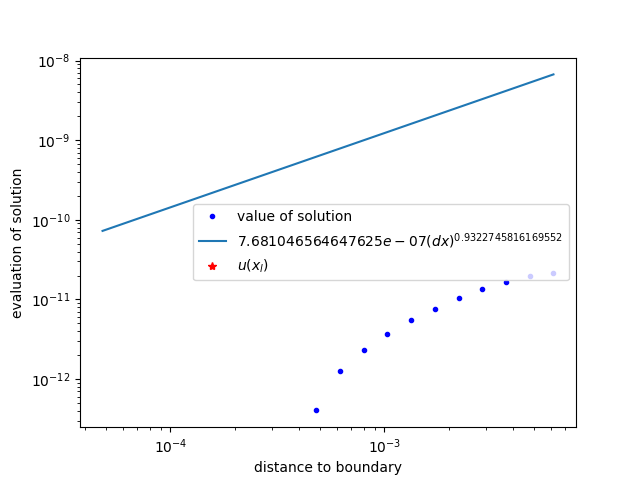 10^{-8}
10^{-9}
10^{-10}
10^{-11}
10^{-12}
evaluation of solution
value of solution
7.681046564647625e − 07(dx)^{0.9322745816169552}
u(x_I)
10^{-4} 10^{-3}
distance to boundary